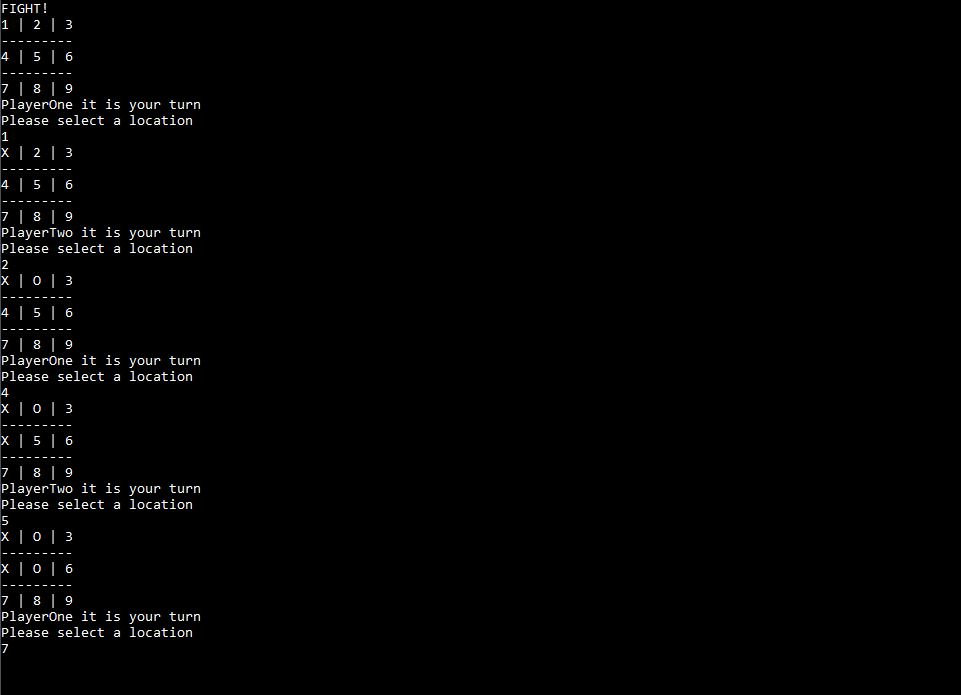 FIGHT!
1 | 2 | 3
---------
4 | 5 | 6
---------
7 | 8 | 9
PlayerOne it is your turn
Please select a location
1
X | 2 | 3
---------
4 | 5 | 6
---------
7 | 8 | 9
PlayerTwo it is your turn
Please select a location
2
X | O | 3
---------
4 | 5 | 6
---------
7 | 8 | 9
PlayerOne it is your turn
Please select a location
4
X | O | 3
---------
X | 5 | 6
---------
7 | 8 | 9
PlayerTwo it is your turn
Please select a location
5
X | O | 3
---------
X | O | 6
---------
7 | 8 | 9
PlayerOne it is your turn
Please select a location
7